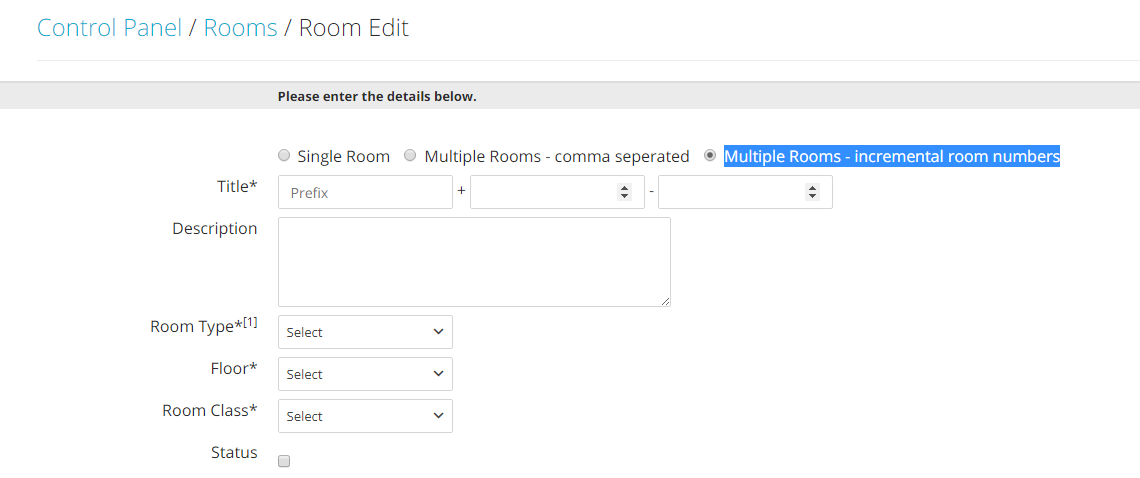 Control Panel / Rooms / Room Edit
Please enter the details below.
Single Room Multiple Rooms - comma seperated Multiple Rooms - incremental room numbers
Title* Prefix + -
Description
Room Type*[1] Select
Floor* Select
Room Class* Select
Status